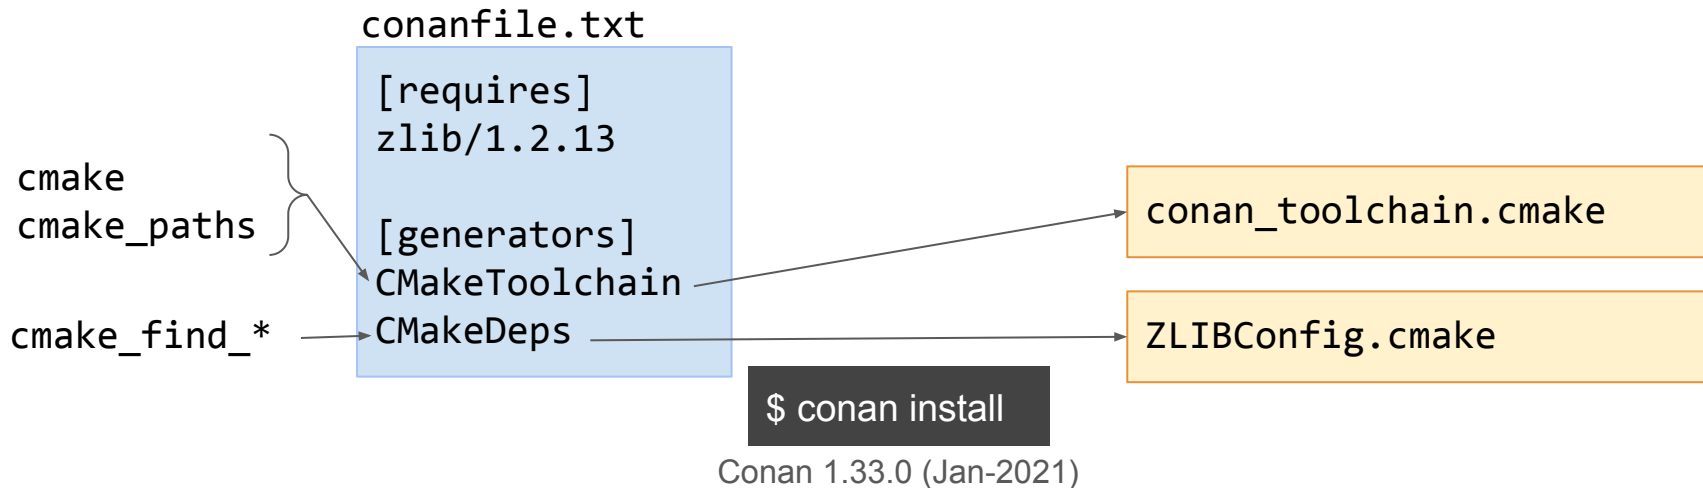 conanfile.txt
[requires]
zlib/1.2.13
[generators]
CMakeToolchain
CMakeDeps
cmake
cmake_paths
cmake_find_*
conan_toolchain.cmake
ZLIBConfig.cmake
$ conan install
Conan 1.33.0 (Jan-2021)